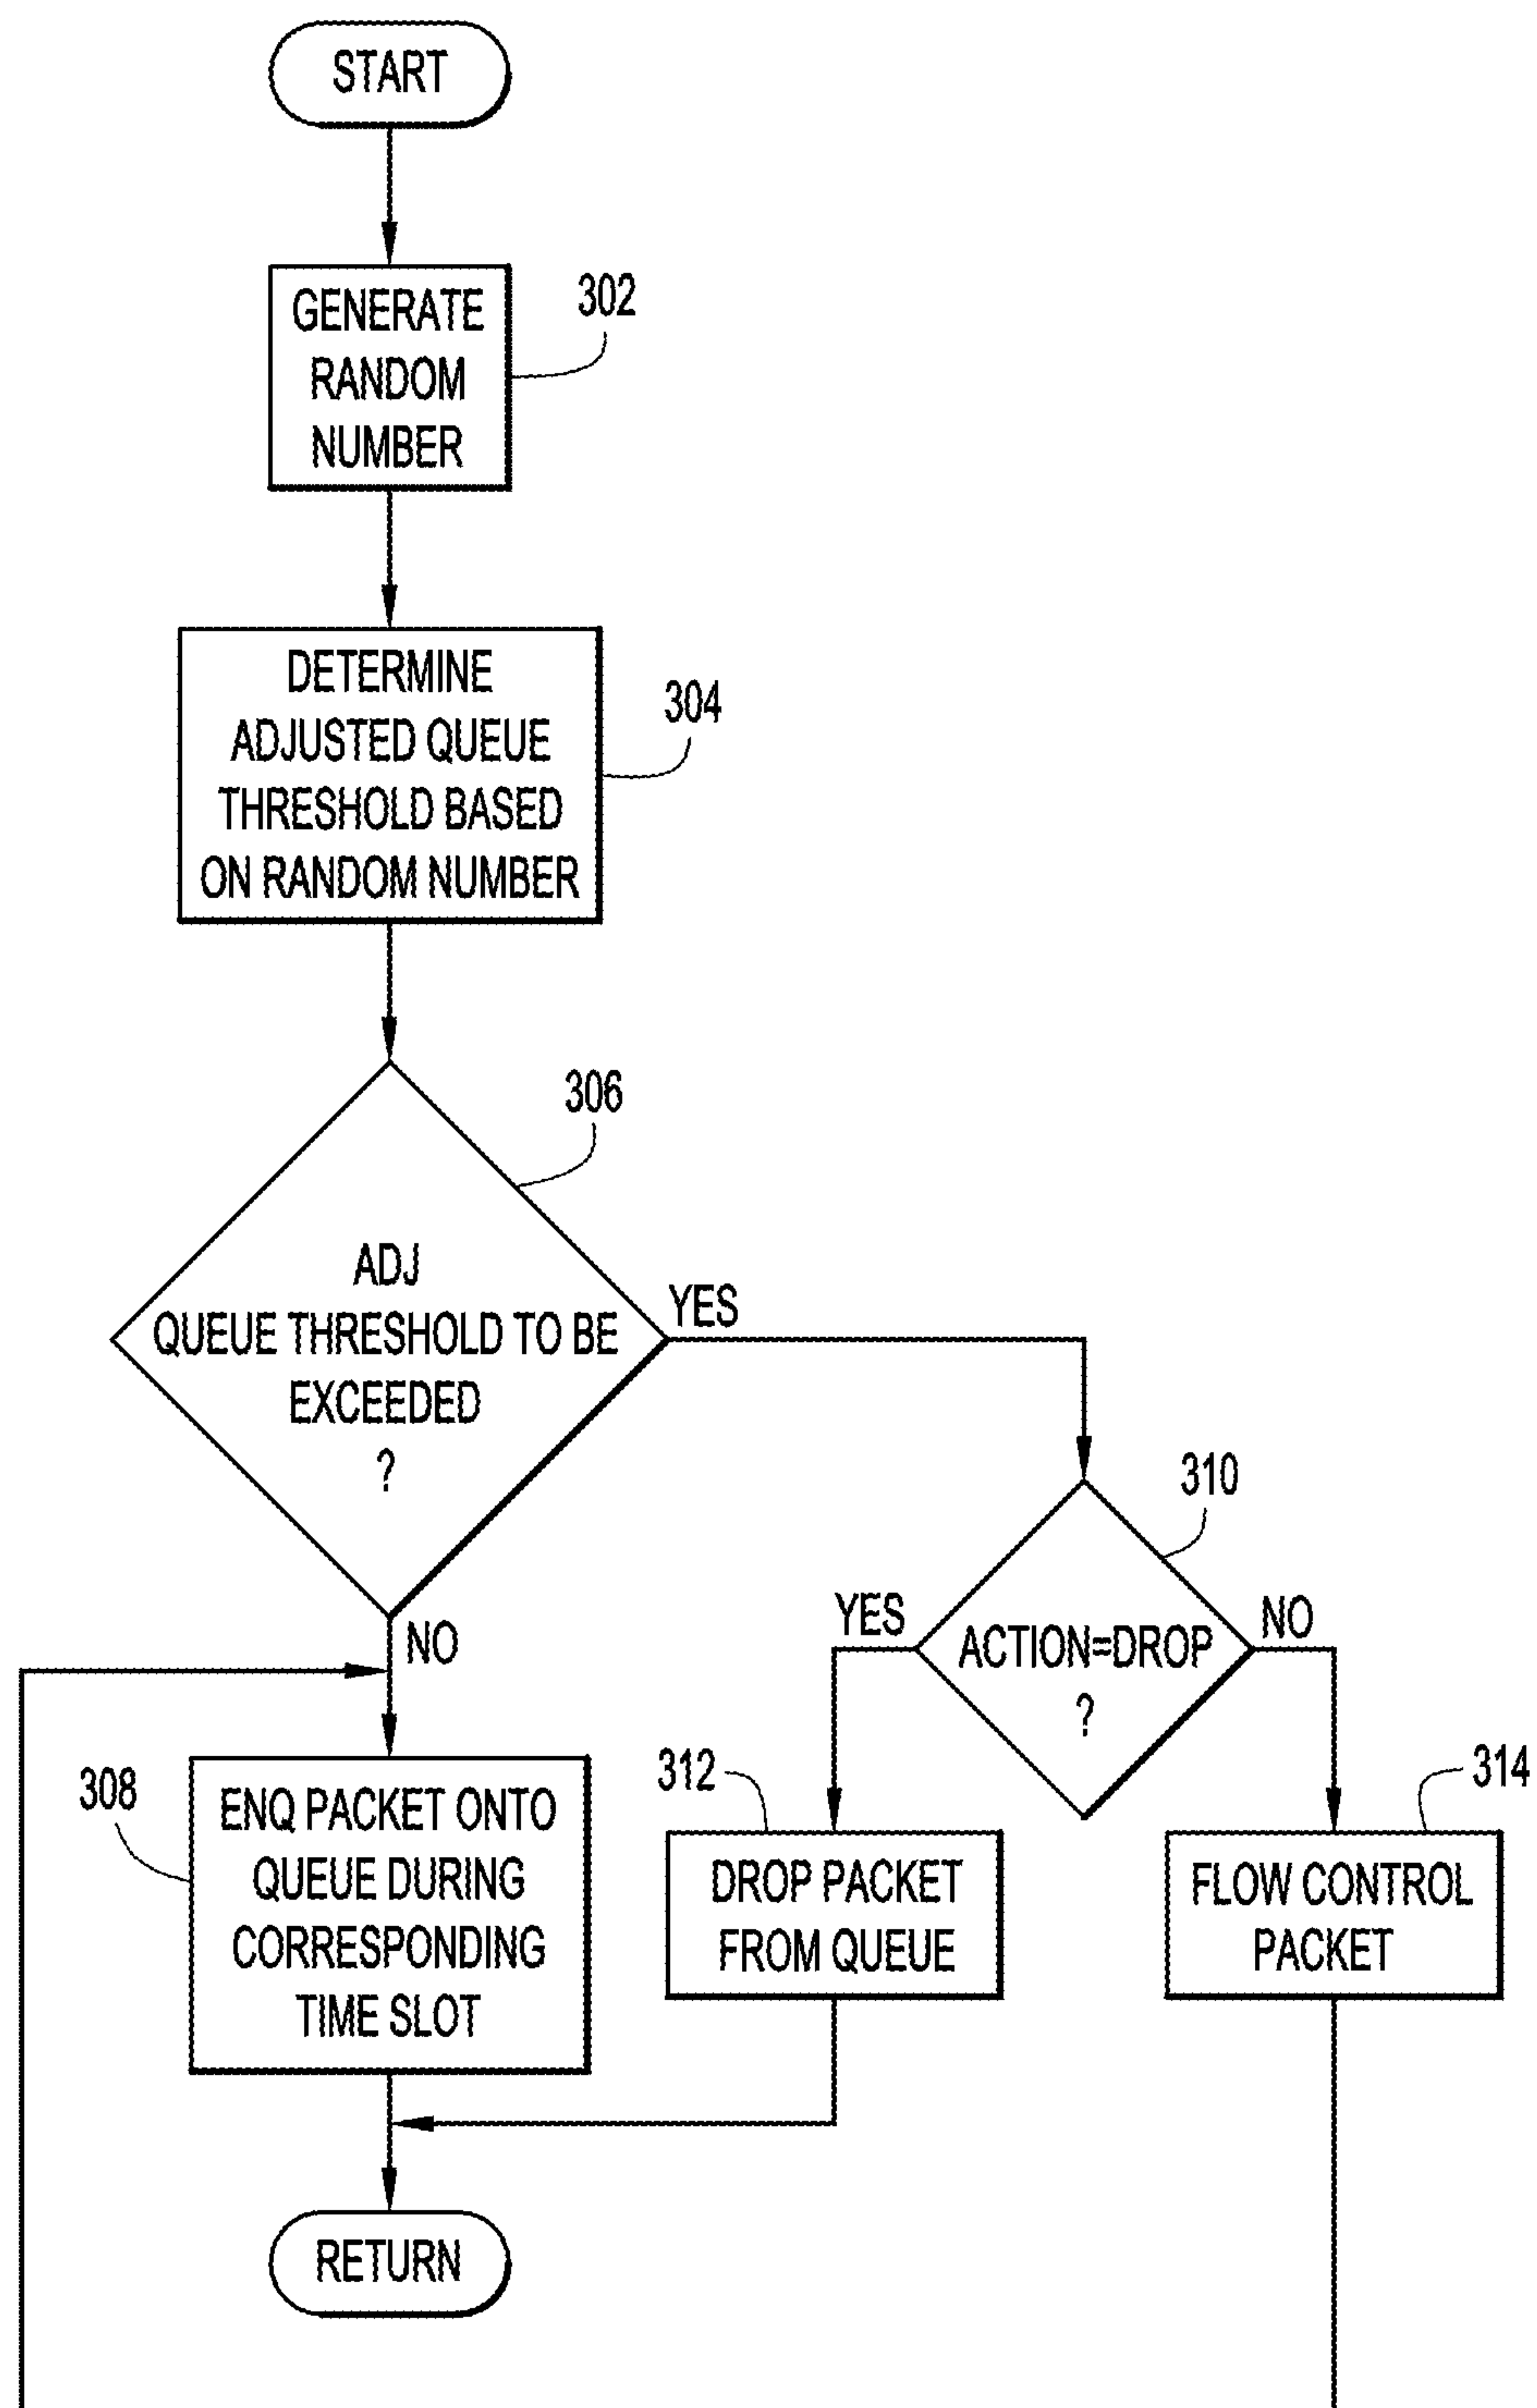 START
GENERATE
RANDOM
NUMBER
302
DETERMINE
ADJUSTED QUEUE
THRESHOLD BASED
ON RANDOM NUMBER
304
306
ADJ
QUEUE THRESHOLD TO BE
EXCEEDED
?
YES
NO
310
YES
ACTION=DROP
?
NO
308
ENQ PACKET ONTO
QUEUE DURING
CORRESPONDING
TIME SLOT
312
DROP PACKET
FROM QUEUE
314
FLOW CONTROL
PACKET
RETURN